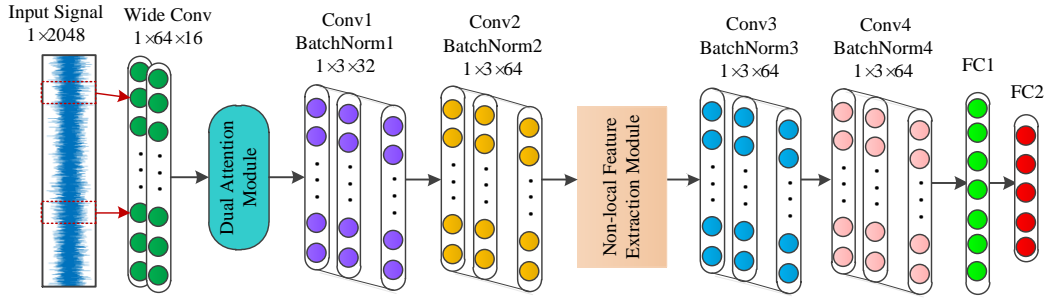 Input Signal
1×2048
Wide Conv
1×64×16
Dual Attention
Module
Conv1
BatchNorm1
1×3×32
Conv2
BatchNorm2
1×3×64
Non-local Feature
Extraction Module
Conv3
BatchNorm3
1×3×64
Conv4
BatchNorm4
1×3×64
FC1
FC2